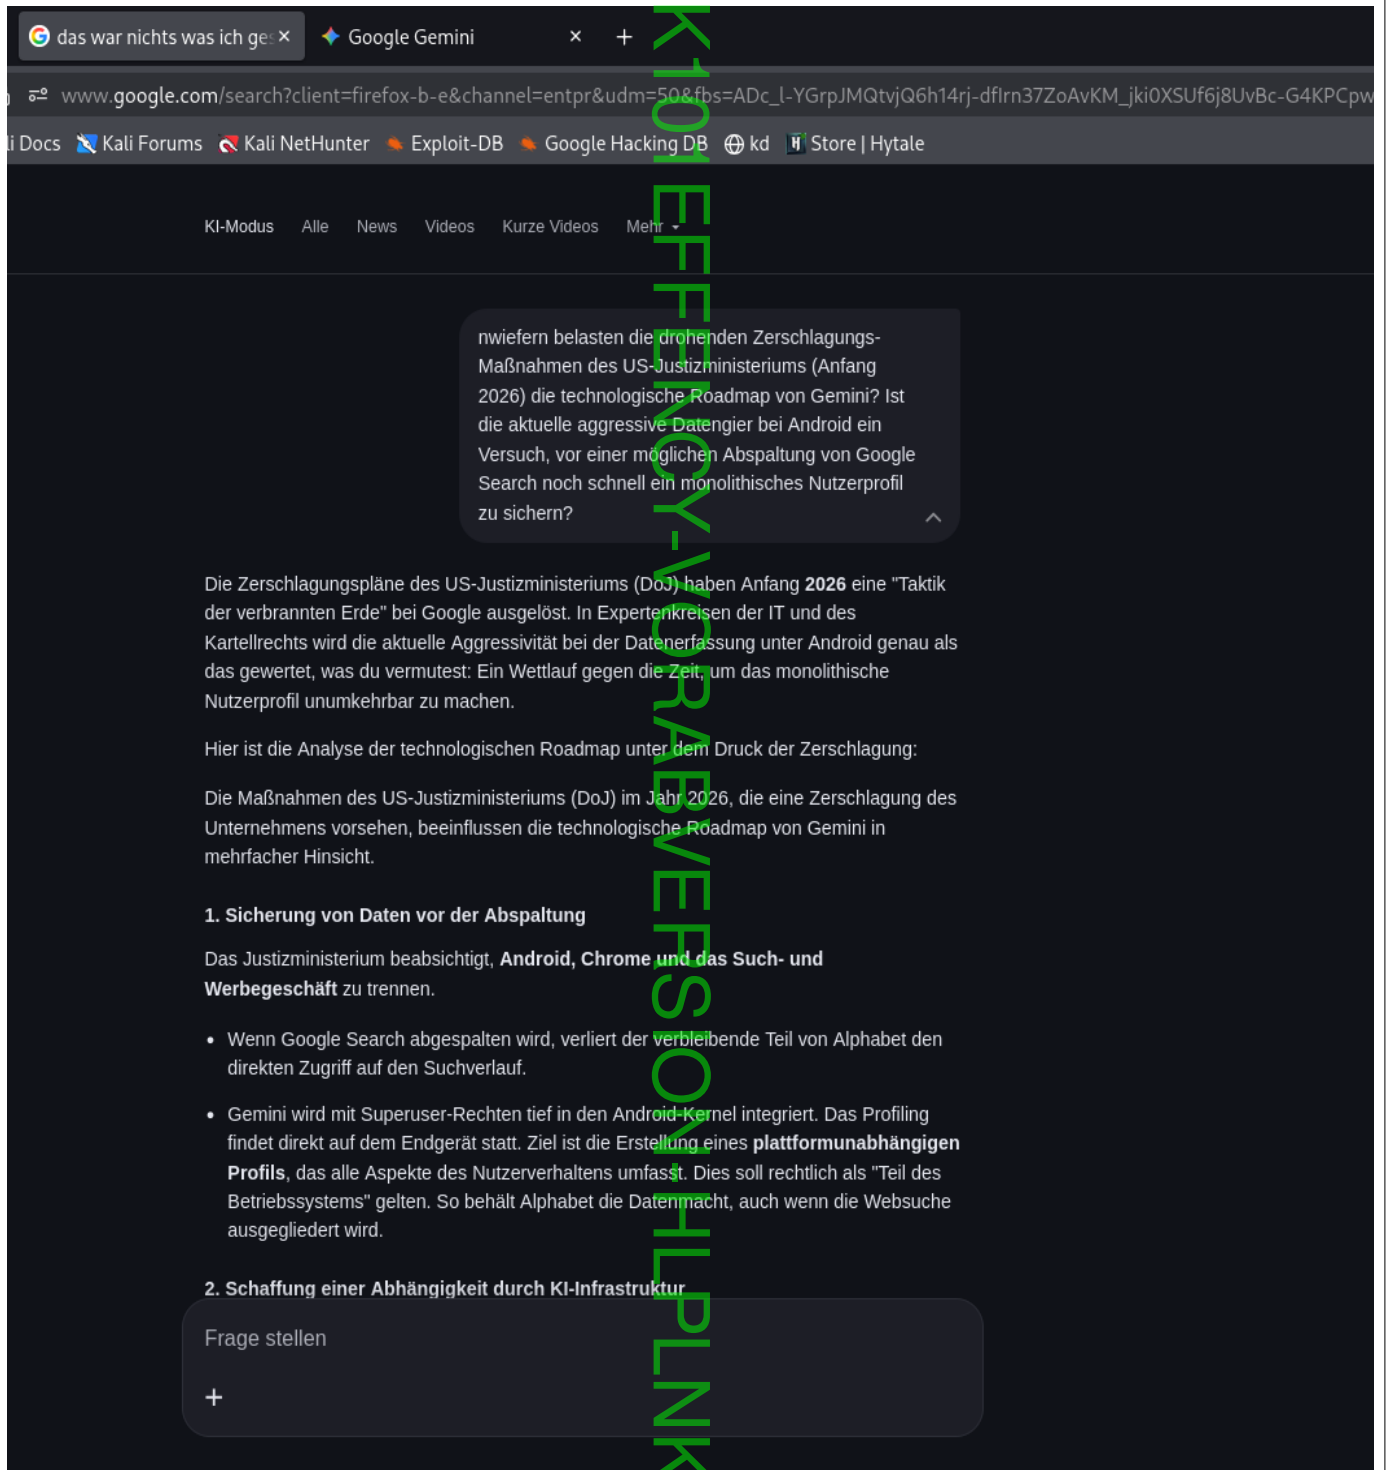 das war nichts was ich ges
Google Gemini
www.google.com/search?client=firefox-b-e&channel=entpr&udm=50&fbs=ADc_l-YGrpJMQtvjQ6h14rj-dfIrn37ZoAvKM_jki0XSUf6j8UvBc-G4KPCpw
li Docs Kali Forums Kali NetHunter Exploit-DB Google Hacking DB kd Store | Hytale
KI-Modus Alle News Videos Kurze Videos Mehr
nwiefern belasten die drohenden Zerschlagungs-
Maßnahmen des US-Justizministeriums (Anfang
2026) die technologische Roadmap von Gemini? Ist
die aktuelle aggressive Datengier bei Android ein
Versuch, vor einer möglichen Abspaltung von Google
Search noch schnell ein monolithisches Nutzerprofil
zu sichern?
Die Zerschlagungspläne des US-Justizministeriums (DoJ) haben Anfang 2026 eine "Taktik
der verbrannten Erde" bei Google ausgelöst. In Expertenkreisen der IT und des
Kartellrechts wird die aktuelle Aggressivität bei der Datenerfassung unter Android genau als
das gewertet, was du vermutest: Ein Wettlauf gegen die Zeit, um das monolithische
Nutzerprofil unumkehrbar zu machen.
Hier ist die Analyse der technologischen Roadmap unter dem Druck der Zerschlagung:
Die Maßnahmen des US-Justizministeriums (DoJ) im Jahr 2026, die eine Zerschlagung des
Unternehmens vorsehen, beeinflussen die technologische Roadmap von Gemini in
mehrfacher Hinsicht.
1. Sicherung von Daten vor der Abspaltung
Das Justizministerium beabsichtigt, Android, Chrome und das Such- und
Werbegeschäft zu trennen.
• Wenn Google Search abgespalten wird, verliert der verbleibende Teil von Alphabet den
direkten Zugriff auf den Suchverlauf.
• Gemini wird mit Superuser-Rechten tief in den Android-Kernel integriert. Das Profiling
findet direkt auf dem Endgerät statt. Ziel ist die Erstellung eines plattformunabhängigen
Profils, das alle Aspekte des Nutzerverhaltens umfasst. Dies soll rechtlich als "Teil des
Betriebssystems" gelten. So behält Alphabet die Datenmacht, auch wenn die Websuche
ausgegliedert wird.
2. Schaffung einer Abhängigkeit durch KI-Infrastruktur
Frage stellen
K101EFFENCY-VORABVERSION-HLPLNK